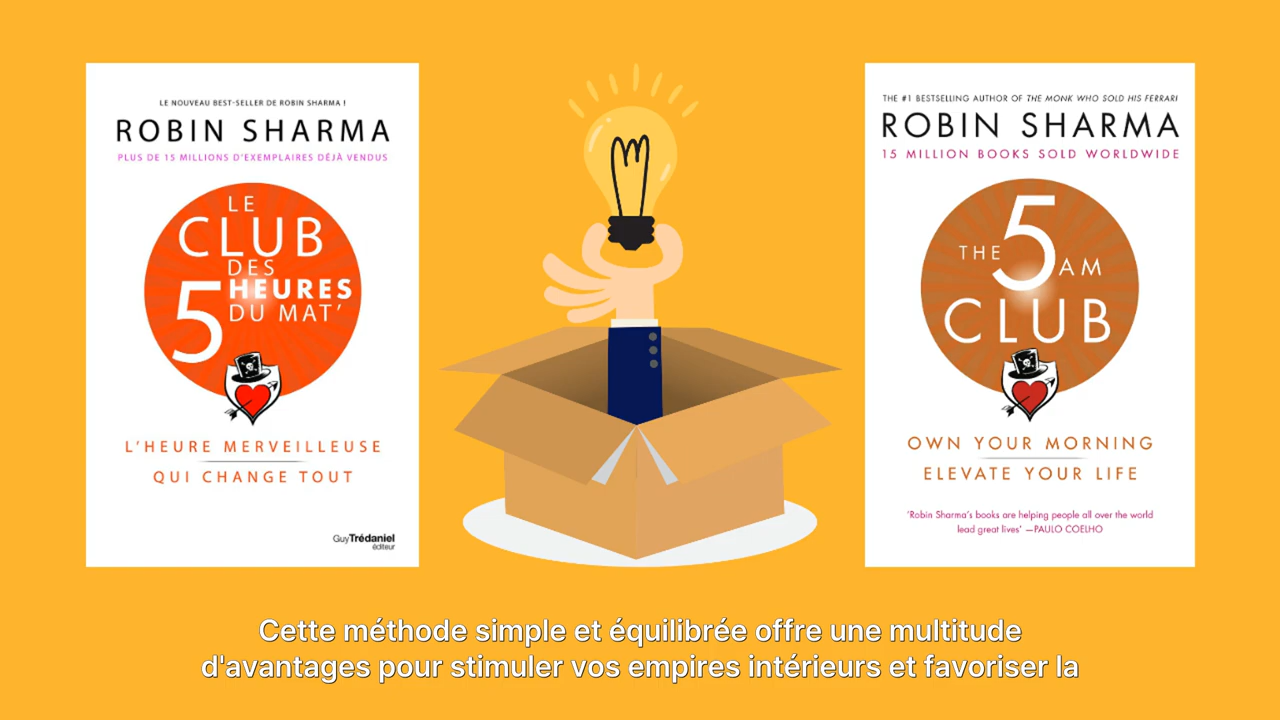 LE NOUVEAU BEST-SELLER DE ROBIN SHARMA !
ROBIN SHARMA
PLUS DE 15 MILLIONS D'EXEMPLAIRES DÉJÀ VENDUS
LE
CLUB
DES
5 HEURES
DU MAT'
L'HEURE MERVEILLEUSE
QUI CHANGE TOUT
Guy Trédaniel
éditeur
THE #1 BESTSELLING AUTHOR OF THE MONK WHO SOLD HIS FERRARI
ROBIN SHARMA
15 MILLION BOOKS SOLD WORLDWIDE
THE 5 AM
CLUB
OWN YOUR MORNING
ELEVATE YOUR LIFE
'Robin Sharma's books are helping people all over the world
lead great lives' —PAULO COELHO
Cette méthode simple et équilibrée offre une multitude
d'avantages pour stimuler vos empires intérieurs et favoriser la